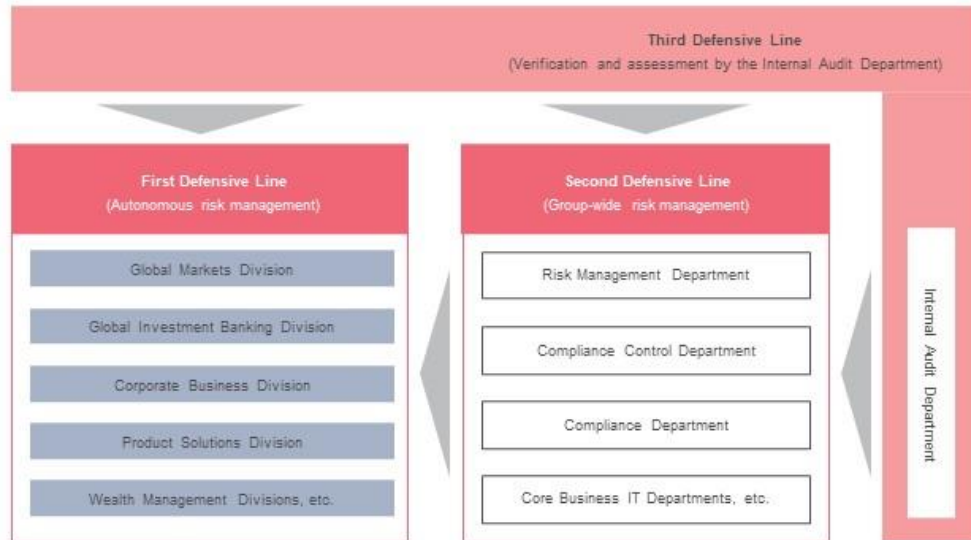 Third Defensive Line
(Verification and assessment by the Internal Audit Department)
First Defensive Line
(Autonomous risk management)
Global Markets Division
Global Investment Banking Division
Corporate Business Division
Product Solutions Division
Wealth Management Divisions, etc.
Second Defensive Line
(Group-wide risk management)
Risk Management Department
Compliance Control Department
Compliance Department
Core Business IT Departments, etc.
Internal Audit Department